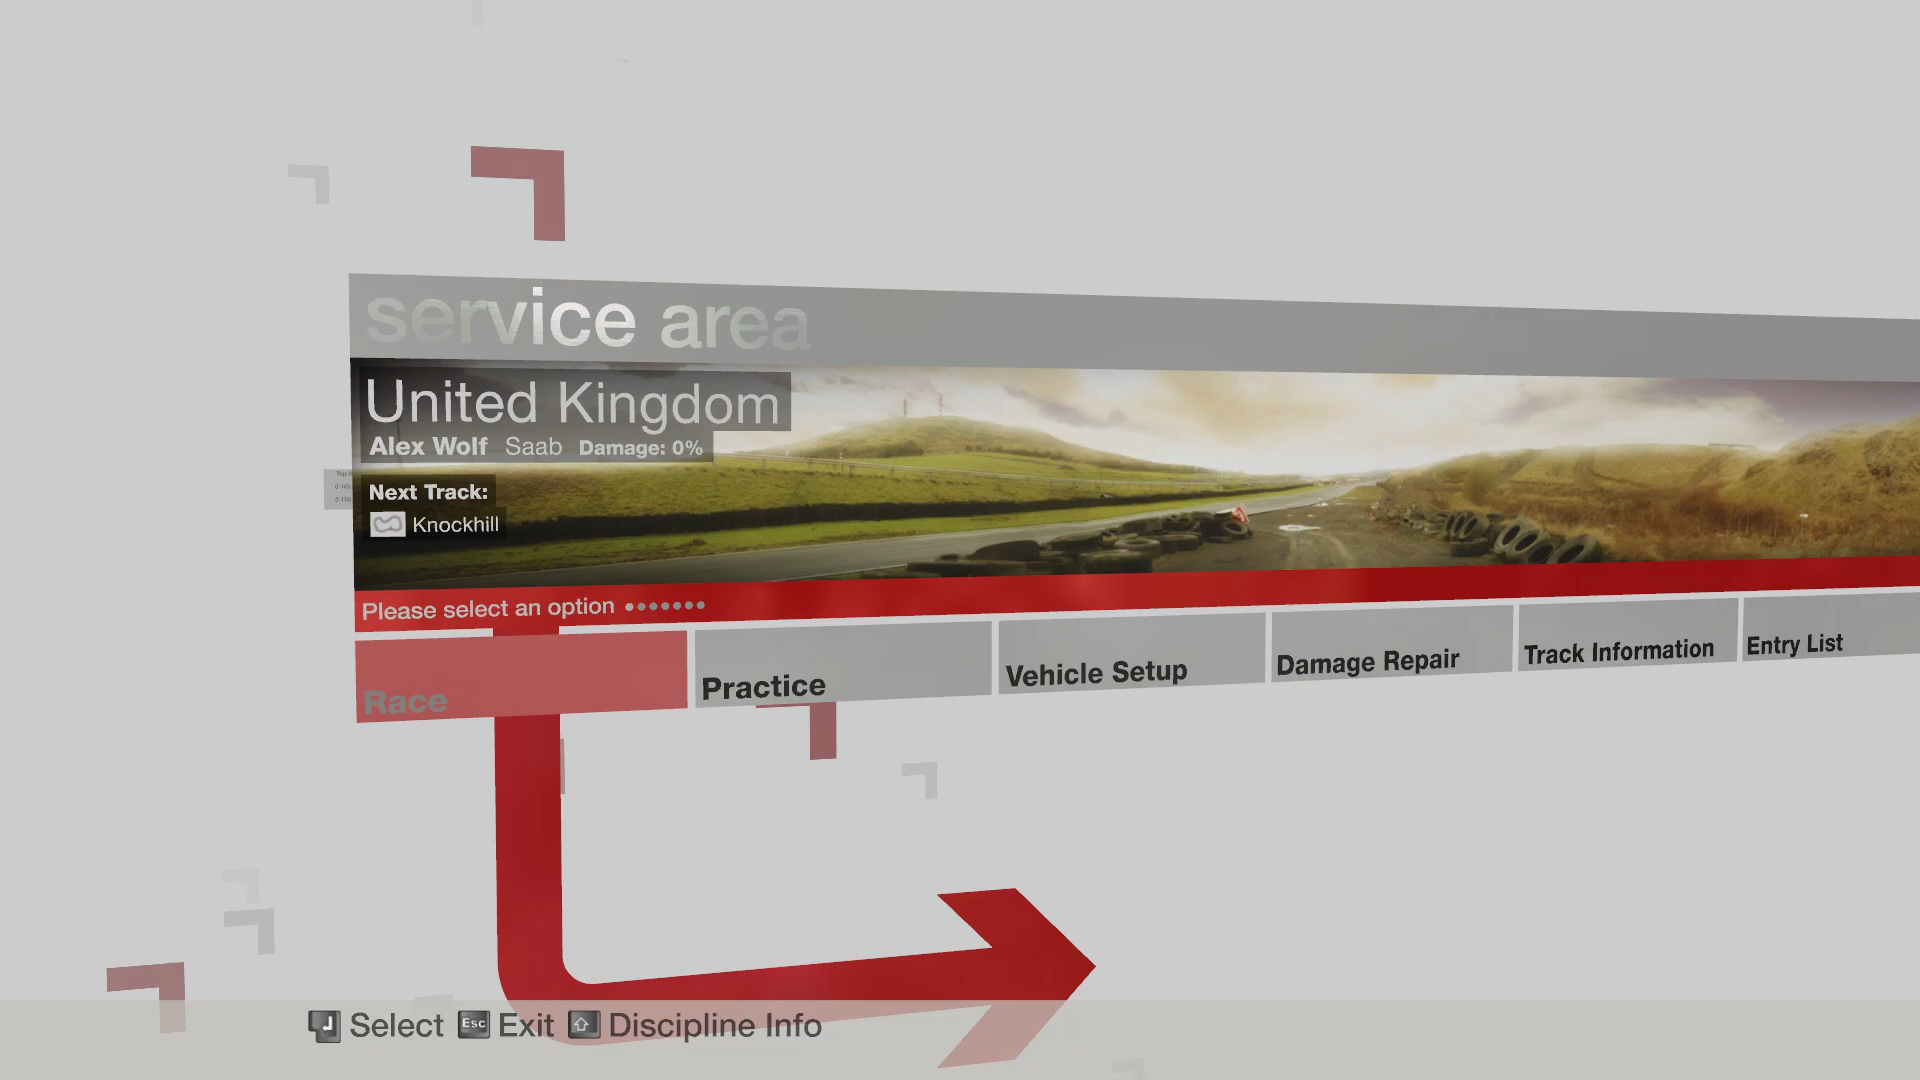 service area
United Kingdom
Alex Wolf Saab Damage: 0%
Next Track:
Knockhill
Please select an option
Race
Practice
Vehicle Setup
Damage Repair
Track Information
Entry List
Select Esc Exit Discipline Info